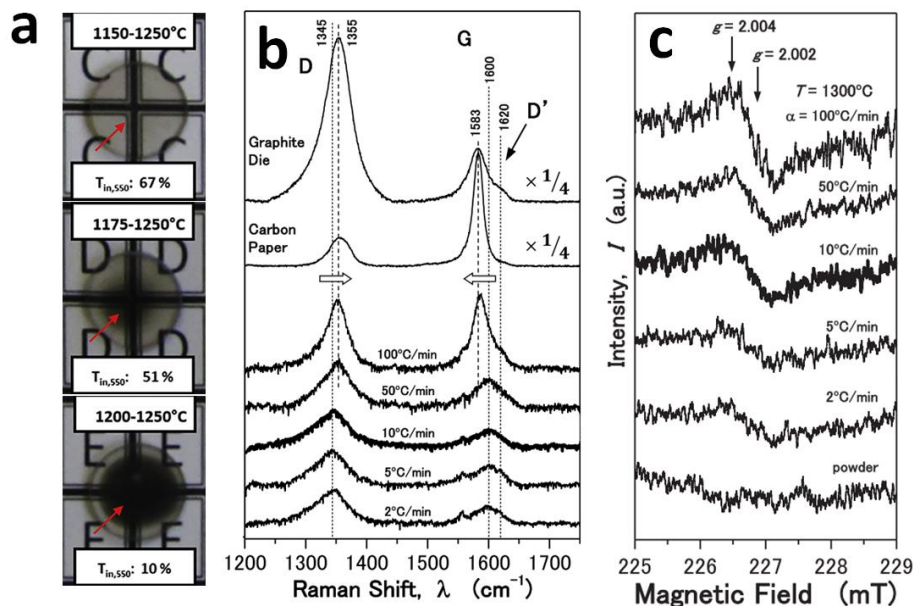 a
1150-1250°C
C C
C C
T_in,550: 67 %
1175-1250°C
D D
D D
T_in,550: 51 %
1200-1250°C
E E
E E
T_in,550: 10 %
b
D
1345
1355
G
1583
1600
1620
D'
Graphite
Die
× 1/4
Carbon
Paper
× 1/4
100°C/min
50°C/min
10°C/min
5°C/min
2°C/min
1200 1300 1400 1500 1600 1700
Raman Shift, λ (cm⁻¹)
c
g = 2.004
g = 2.002
T = 1300°C
α = 100°C/min
50°C/min
10°C/min
5°C/min
2°C/min
powder
Intensity, I (a.u.)
225 226 227 228 229
Magnetic Field (mT)